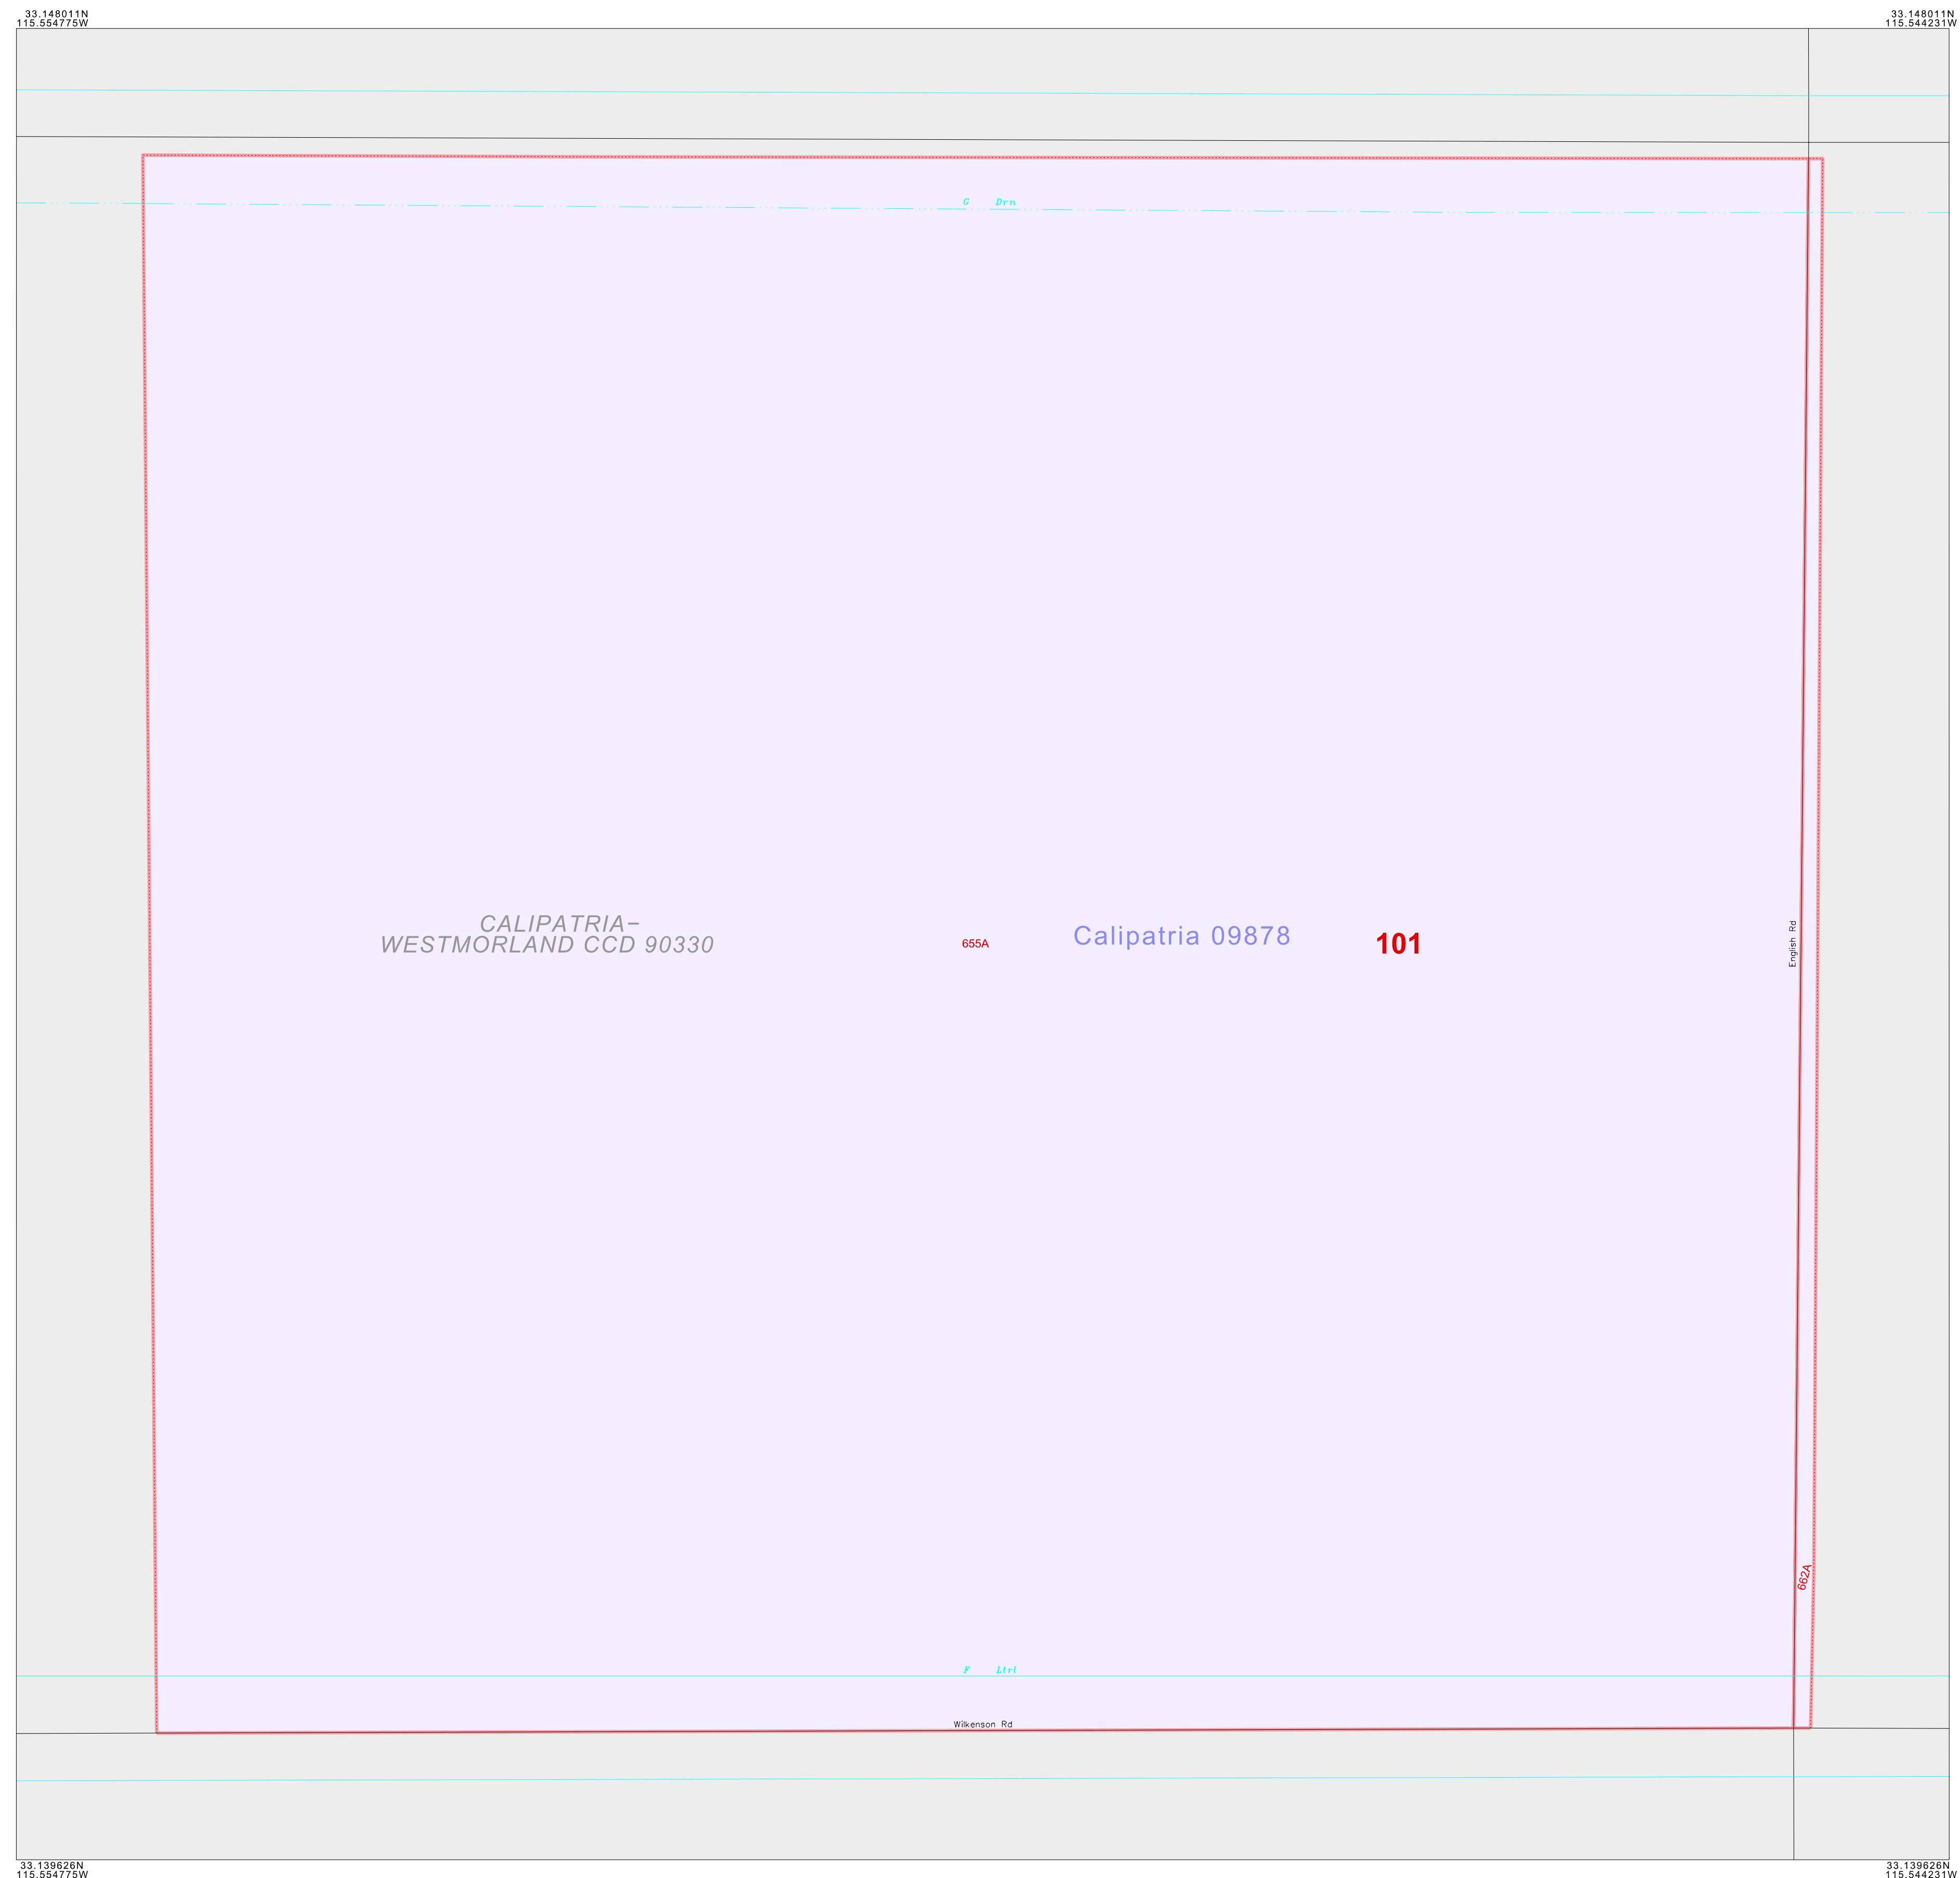 33.148011N
115.554775W
33.148011N
115.544231W
G Drn
CALIPATRIA-
WESTMORLAND CCD 90330
655A
Calipatria 09878
101
English Rd
662A
F Ltrl
Wilkenson Rd
33.139626N
115.554775W
33.139626N
115.544231W